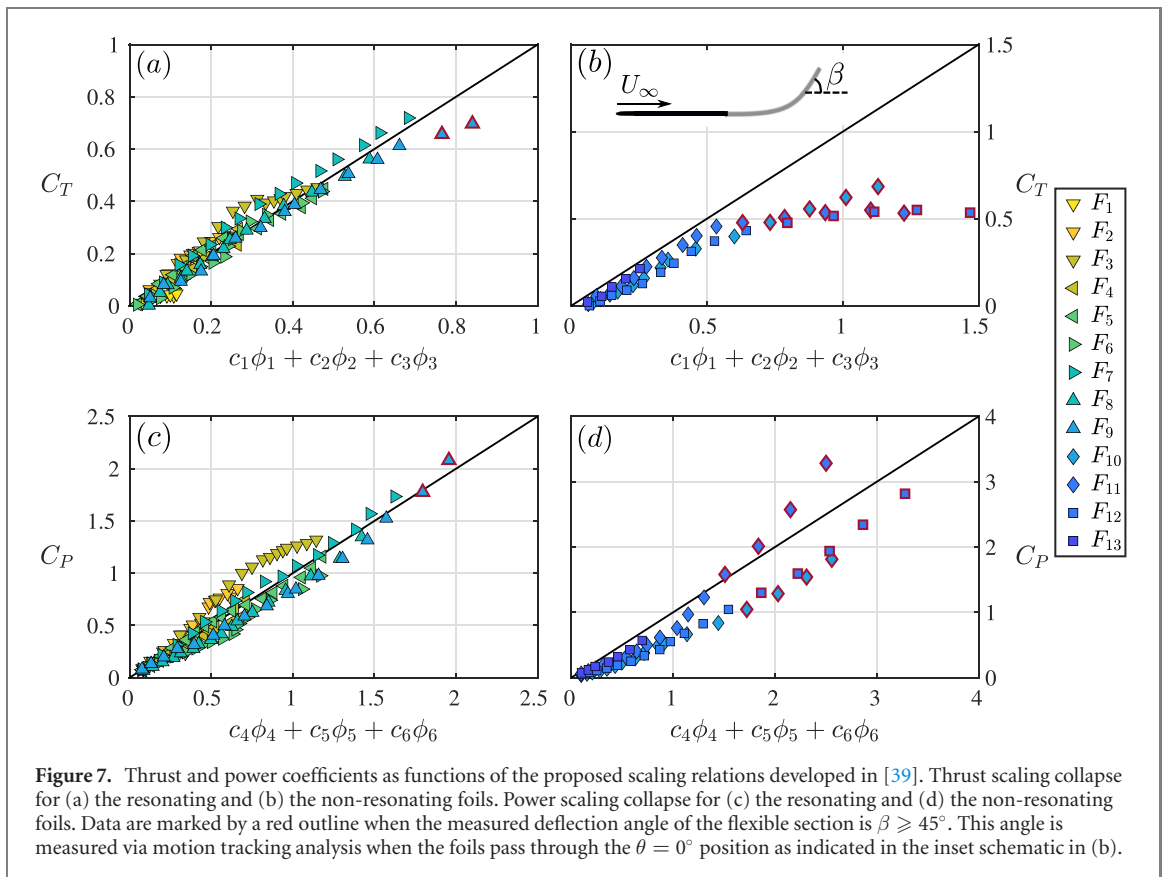 (a)
1
0.8
0.6
0.4
0.2
0
C_T
0 0.2 0.4 0.6 0.8 1
c_1ϕ_1 + c_2ϕ_2 + c_3ϕ_3
(b)
U_∞
β
1.5
1
0.5
0
C_T
0 0.5 1 1.5
c_1ϕ_1 + c_2ϕ_2 + c_3ϕ_3
(c)
2.5
2
1.5
1
0.5
0
C_P
0 0.5 1 1.5 2 2.5
c_4ϕ_4 + c_5ϕ_5 + c_6ϕ_6
(d)
4
3
2
1
0
C_P
0 1 2 3 4
c_4ϕ_4 + c_5ϕ_5 + c_6ϕ_6
F_1
F_2
F_3
F_4
F_5
F_6
F_7
F_8
F_9
F_10
F_11
F_12
F_13
Figure 7. Thrust and power coefficients as functions of the proposed scaling relations developed in [39]. Thrust scaling collapse
for (a) the resonating and (b) the non-resonating foils. Power scaling collapse for (c) the resonating and (d) the non-resonating
foils. Data are marked by a red outline when the measured deflection angle of the flexible section is β ⩾ 45°. This angle is
measured via motion tracking analysis when the foils pass through the θ = 0° position as indicated in the inset schematic in (b).